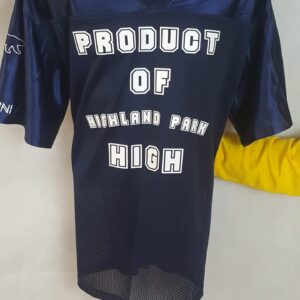 PRODUCT
OF
HIGHLAND PARK
HIGH